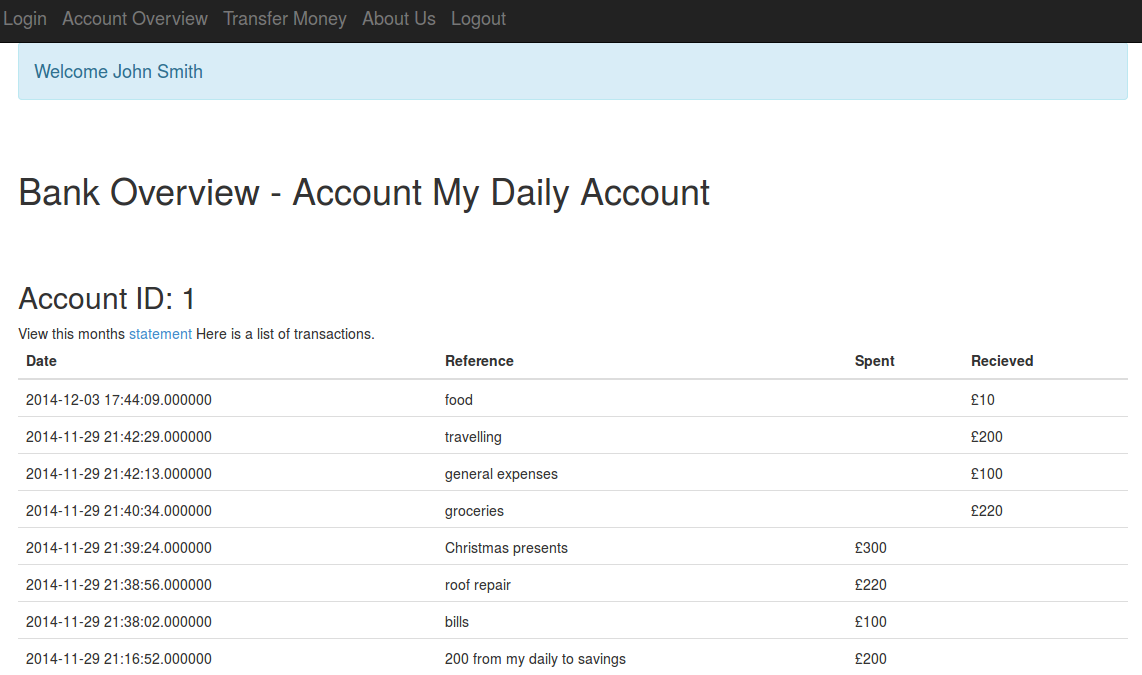 Login Account Overview Transfer Money About Us Logout
Welcome John Smith
Bank Overview - Account My Daily Account
Account ID: 1
View this months statement Here is a list of transactions.
Date Reference Spent Recieved
2014-12-03 17:44:09.000000 food £10
2014-11-29 21:42:29.000000 travelling £200
2014-11-29 21:42:13.000000 general expenses £100
2014-11-29 21:40:34.000000 groceries £220
2014-11-29 21:39:24.000000 Christmas presents £300
2014-11-29 21:38:56.000000 roof repair £220
2014-11-29 21:38:02.000000 bills £100
2014-11-29 21:16:52.000000 200 from my daily to savings £200